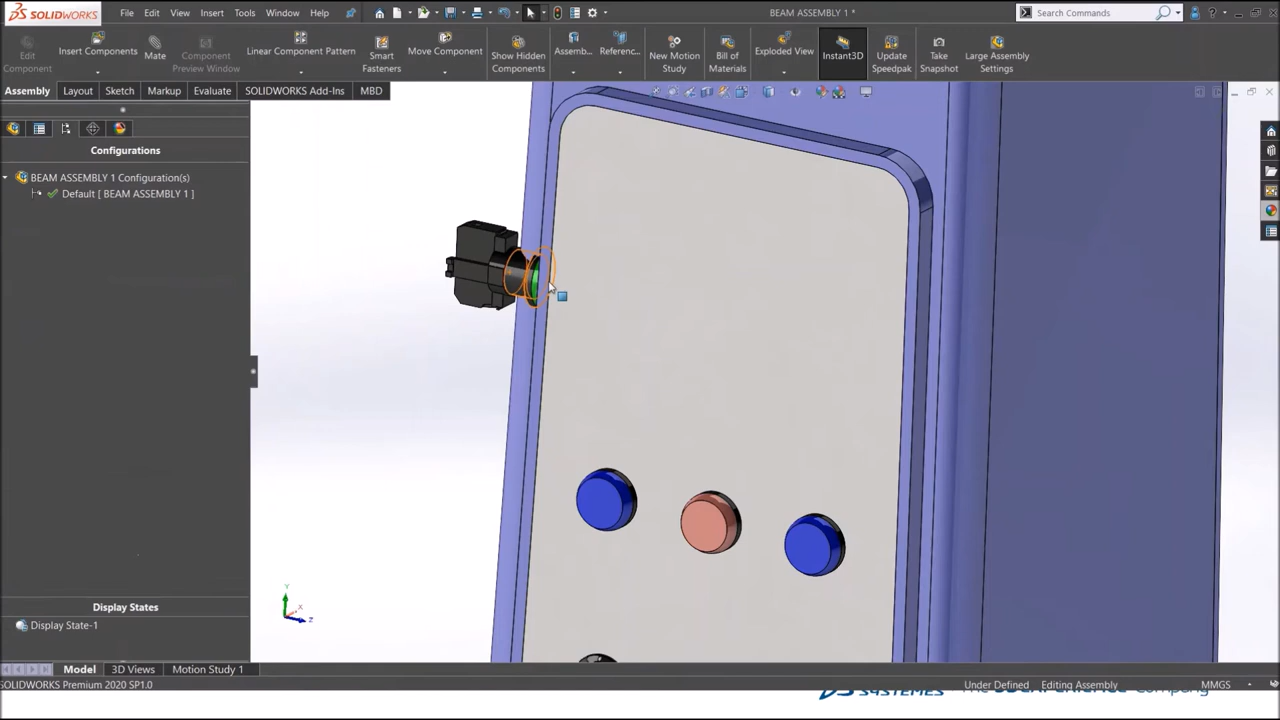 SOLIDWORKS File Edit View Insert Tools Window Help BEAM ASSEMBLY 1 * Search Commands
Edit Component Insert Components Mate Component Preview Window Linear Component Pattern Smart Fasteners Move Component Show Hidden Components Assemb... Referenc... New Motion Study Bill of Materials Exploded View Instant3D Update Speedpak Take Snapshot Large Assembly Settings
Assembly Layout Sketch Markup Evaluate SOLIDWORKS Add-Ins MBD
Configurations
BEAM ASSEMBLY 1 Configuration(s)
Default [ BEAM ASSEMBLY 1 ]
Y
X
Z
Display States
Display State-1
Model 3D Views Motion Study 1
SOLIDWORKS Premium 2020 SP1.0 Under Defined Editing Assembly MMGS